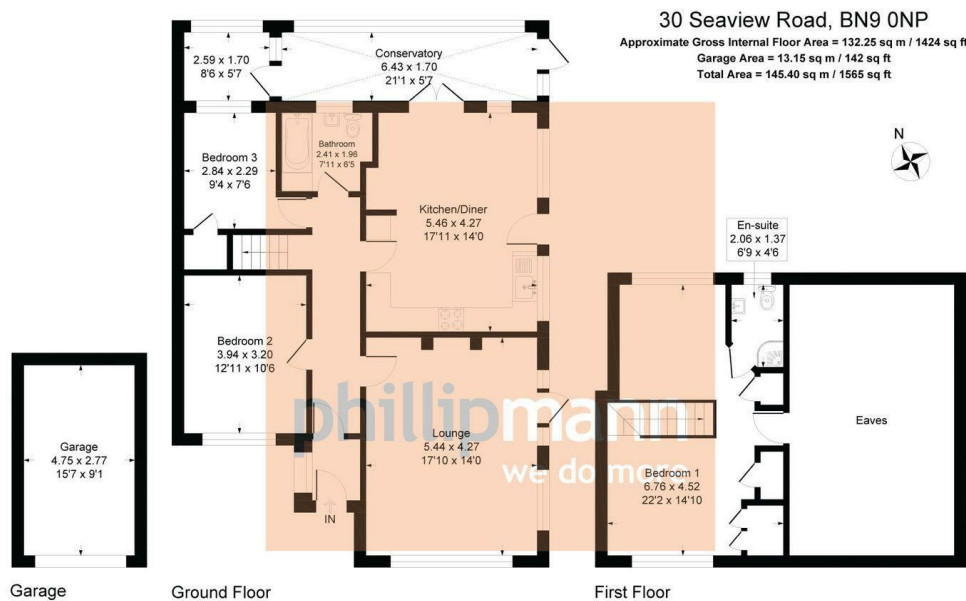 30 Seaview Road, BN9 0NP
Approximate Gross Internal Floor Area = 132.25 sq m / 1424 sq ft
Garage Area = 13.15 sq m / 142 sq ft
Total Area = 145.40 sq m / 1565 sq ft
N
2.59 x 1.70
8'6 x 5'7
Conservatory
6.43 x 1.70
21'1 x 5'7
Bedroom 3
2.84 x 2.29
9'4 x 7'6
Bathroom
2.41 x 1.96
7'11 x 6'5
Kitchen/Diner
5.46 x 4.27
17'11 x 14'0
En-suite
2.06 x 1.37
6'9 x 4'6
Bedroom 2
3.94 x 3.20
12'11 x 10'6
phillipmann
we do more
Lounge
5.44 x 4.27
17'10 x 14'0
IN
Garage
4.75 x 2.77
15'7 x 9'1
Bedroom 1
6.76 x 4.52
22'2 x 14'10
Eaves
Garage
Ground Floor
First Floor